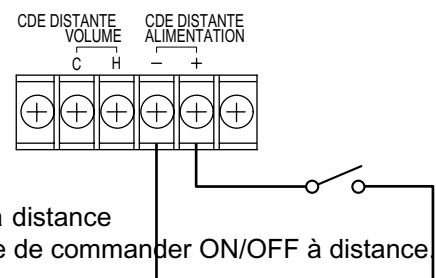 CDE DISTANTE VOLUME
CDE DISTANTE ALIMENTATION
C H − +
à distance
e de commander ON/OFF à distance.